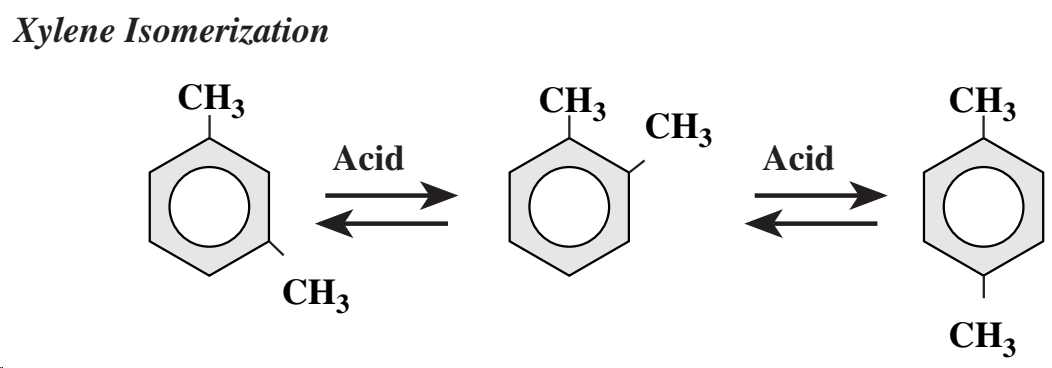 Xylene Isomerization
CH3
CH3
CH3
CH3
Acid
Acid
CH3
CH3